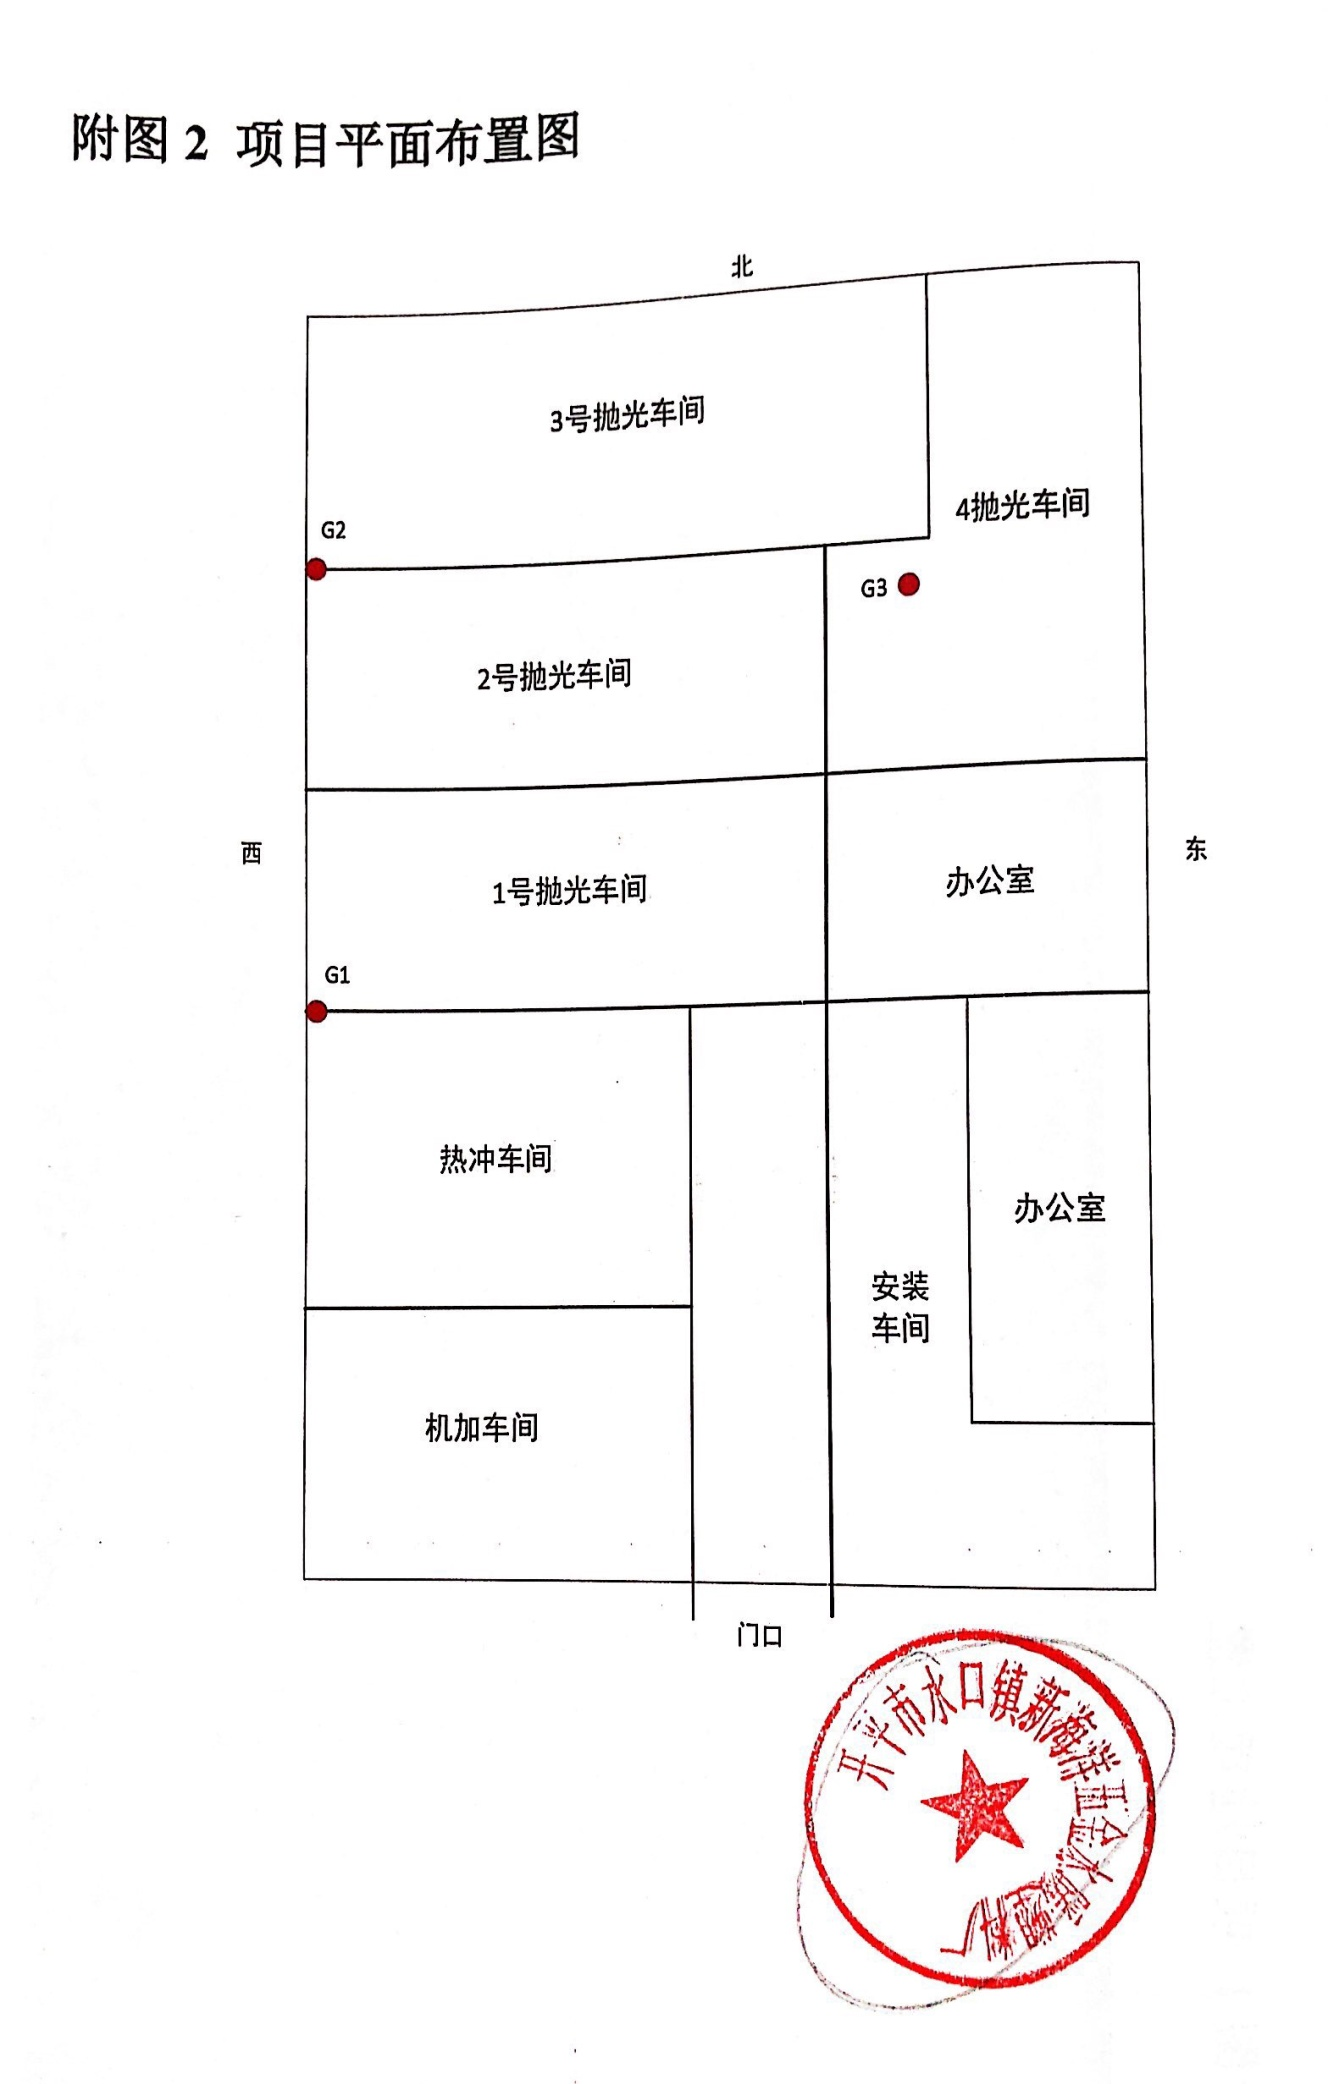 附图 2 项目平面布置图
北
3号抛光车间
4抛光车间
G2
G3
2号抛光车间
西
东
1号抛光车间
办公室
G1
热冲车间
办公室
安装
车间
机加车间
门口
开平市水口镇新海洋五金水暖塑料厂